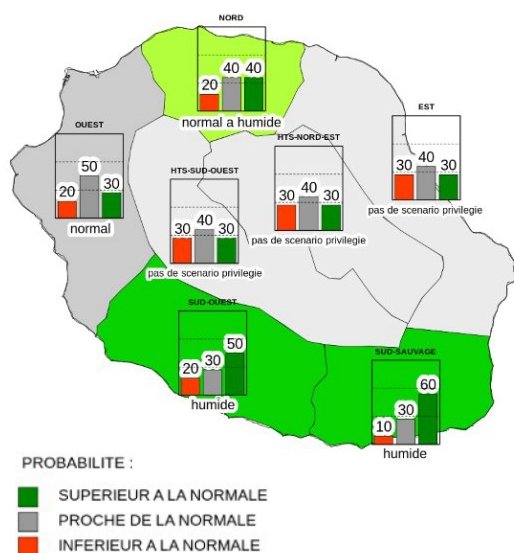 NORD
20 40 40
normal a humide
OUEST
20 50 30
normal
EST
30 40 30
pas de scenario privilegie
HTS-NORD-EST
30 40 30
pas de scenario privilegie
HTS-SUD-OUEST
30 40 30
pas de scenario privilegie
SUD-OUEST
20 30 50
humide
SUD-SAUVAGE
10 30 60
humide
PROBABILITE :
SUPERIEUR A LA NORMALE
PROCHE DE LA NORMALE
INFERIEUR A LA NORMALE